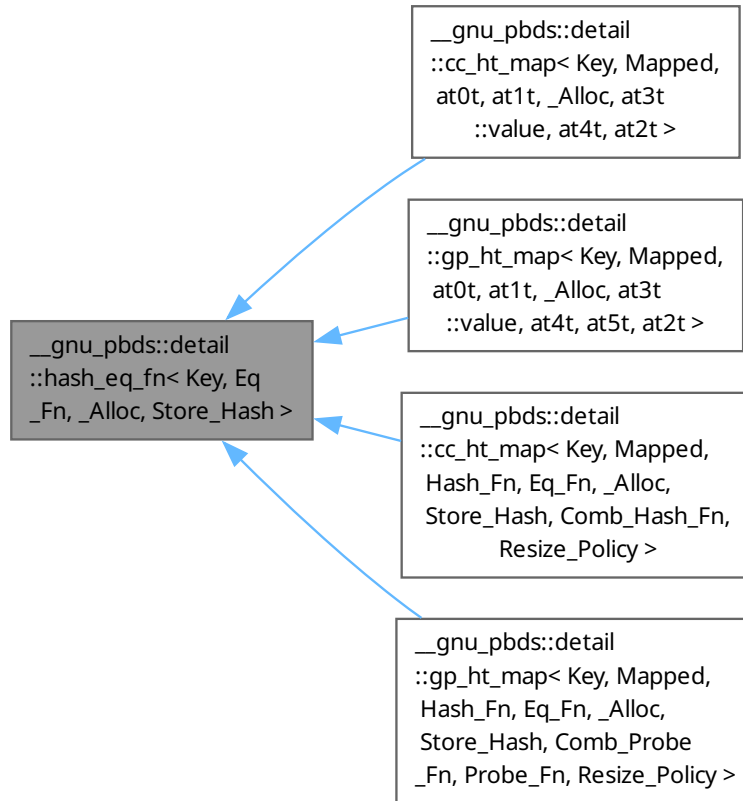 __gnu_pbds::detail
::cc_ht_map< Key, Mapped,
at0t, at1t, _Alloc, at3t
::value, at4t, at2t >
__gnu_pbds::detail
::gp_ht_map< Key, Mapped,
at0t, at1t, _Alloc, at3t
::value, at4t, at5t, at2t >
__gnu_pbds::detail
::hash_eq_fn< Key, Eq
_Fn, _Alloc, Store_Hash >
__gnu_pbds::detail
::cc_ht_map< Key, Mapped,
Hash_Fn, Eq_Fn, _Alloc,
Store_Hash, Comb_Hash_Fn,
Resize_Policy >
__gnu_pbds::detail
::gp_ht_map< Key, Mapped,
Hash_Fn, Eq_Fn, _Alloc,
Store_Hash, Comb_Probe
_Fn, Probe_Fn, Resize_Policy >